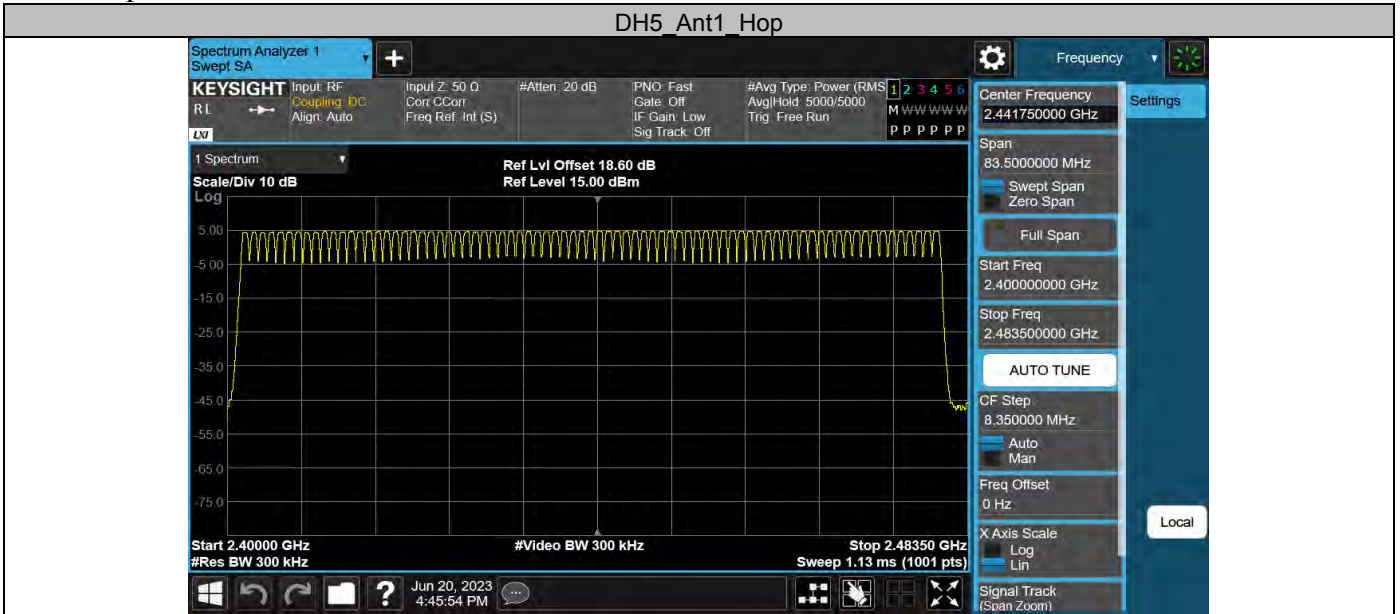 DH5_Ant1_Hop
Spectrum Analyzer 1
Swept SA
+
Frequency
KEYSIGHT
RL
LXI
Input: RF
Coupling: DC
Align: Auto
Input Z: 50 Ω
Corr CCorr
Freq Ref: Int (S)
#Atten: 20 dB
PNO: Fast
Gate: Off
IF Gain: Low
Sig Track: Off
#Avg Type: Power (RMS
Avg|Hold: 5000/5000
Trig: Free Run
1 2 3 4 5 6
M W W W W W
P P P P P P
Center Frequency
2.441750000 GHz
Settings
Span
83.5000000 MHz
Swept Span
Zero Span
Full Span
Start Freq
2.400000000 GHz
Stop Freq
2.483500000 GHz
AUTO TUNE
CF Step
8.350000 MHz
Auto
Man
Freq Offset
0 Hz
X Axis Scale
Log
Lin
Signal Track
(Span Zoom)
Local
1 Spectrum
Scale/Div 10 dB
Log
Ref Lvl Offset 18.60 dB
Ref Level 15.00 dBm
5.00
-5.00
-15.0
-25.0
-35.0
-45.0
-55.0
-65.0
-75.0
Start 2.40000 GHz
#Video BW 300 kHz
Stop 2.48350 GHz
#Res BW 300 kHz
Sweep 1.13 ms (1001 pts)
?
Jun 20, 2023
4:45:54 PM